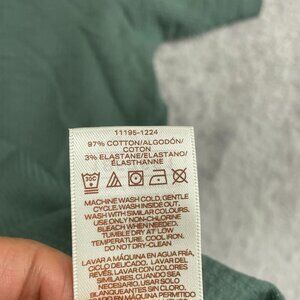 11195-1224
97% COTTON/ALGODÓN/
COTON
3% ELASTANE/ELASTANO/
ÉLASTHANNE
30C
MACHINE WASH COLD, GENTLE
CYCLE. WASH INSIDE OUT.
WASH WITH SIMILAR COLOURS.
USE ONLY NON-CHLORINE
BLEACH WHEN NEEDED.
TUMBLE DRY AT LOW
TEMPERATURE. COOL IRON.
DO NOT DRY-CLEAN
LAVAR A MÁQUINA EN AGUA FRÍA,
CICLO DELICADO. LAVAR DEL
REVÉS. LAVAR CON COLORES
SIMILARES. CUANDO SEA
NECESARIO, USAR SOLO
BLANQUEADOR SIN CLORO.